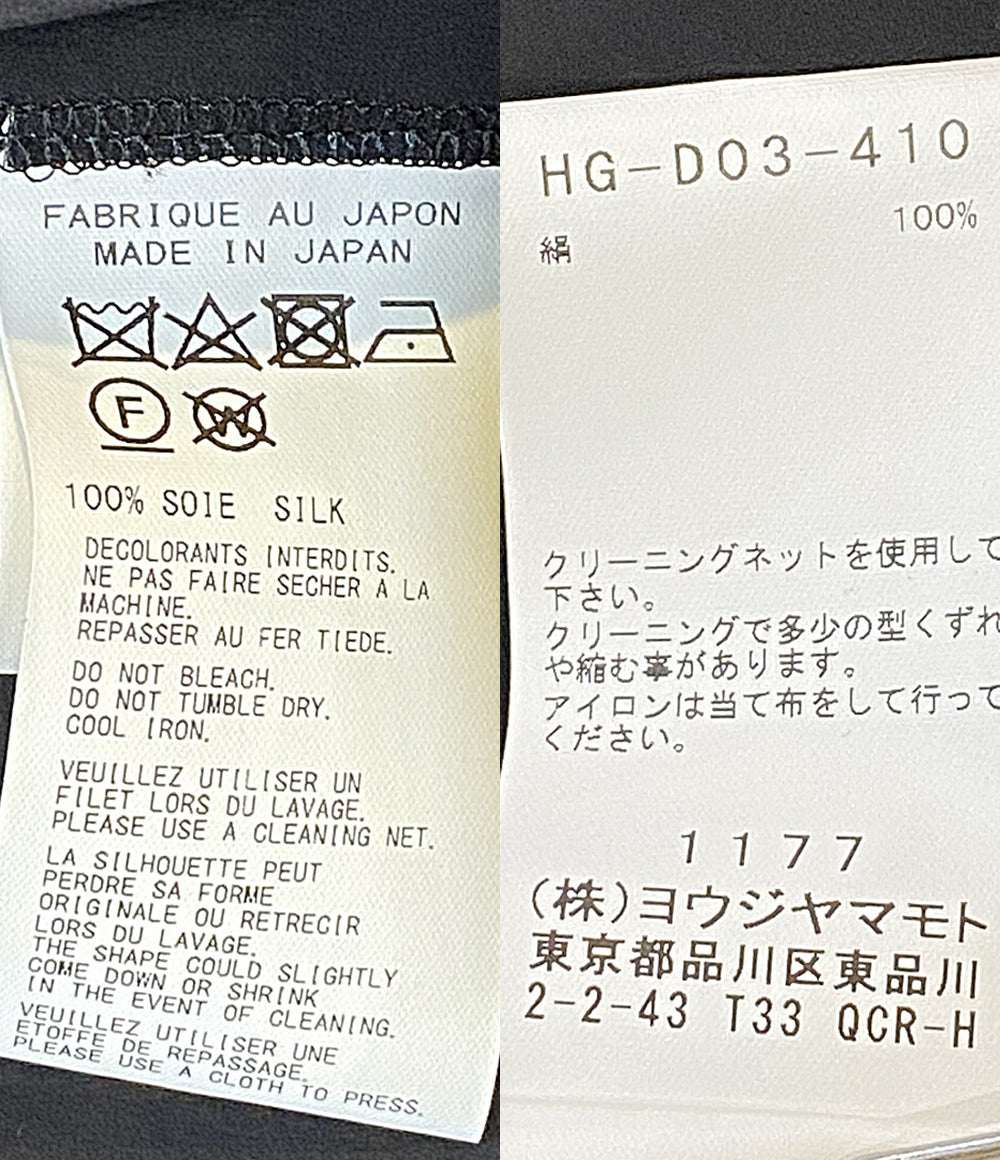 FABRIQUE AU JAPON
MADE IN JAPAN
F
W
100% SOIE SILK
DECOLORANTS INTERDITS.
NE PAS FAIRE SECHER A LA
MACHINE.
REPASSER AU FER TIEDE.
DO NOT BLEACH.
DO NOT TUMBLE DRY.
COOL IRON.
VEUILLEZ UTILISER UN
FILET LORS DU LAVAGE.
PLEASE USE A CLEANING NET.
LA SILHOUETTE PEUT
PERDRE SA FORME
ORIGINALE OU RETRECIR
LORS DU LAVAGE.
THE SHAPE COULD SLIGHTLY
COME DOWN OR SHRINK
IN THE EVENT OF CLEANING.
VEUILLEZ UTILISER UNE
ETOFFE DE REPASSAGE.
PLEASE USE A CLOTH TO PRESS.
HG-D03-410
絹 100%
クリーニングネットを使用して
下さい。
クリーニングで多少の型くずれ
や縮む事があります。
アイロンは当て布をして行って
ください。
1177
(株)ヨウジヤマモト
東京都品川区東品川
2-2-43 T33 QCR-H